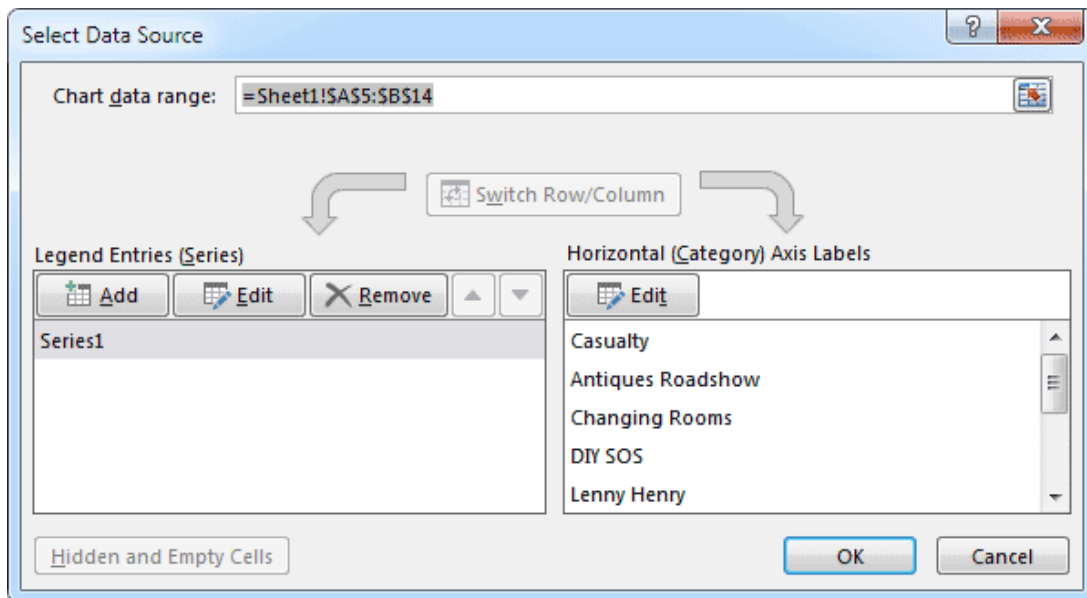 Select Data Source
?
X
Chart data range: =Sheet1!$A$5:$B$14
Switch Row/Column
Legend Entries (Series)
Add Edit Remove
Series1
Horizontal (Category) Axis Labels
Edit
Casualty
Antiques Roadshow
Changing Rooms
DIY SOS
Lenny Henry
Hidden and Empty Cells
OK Cancel